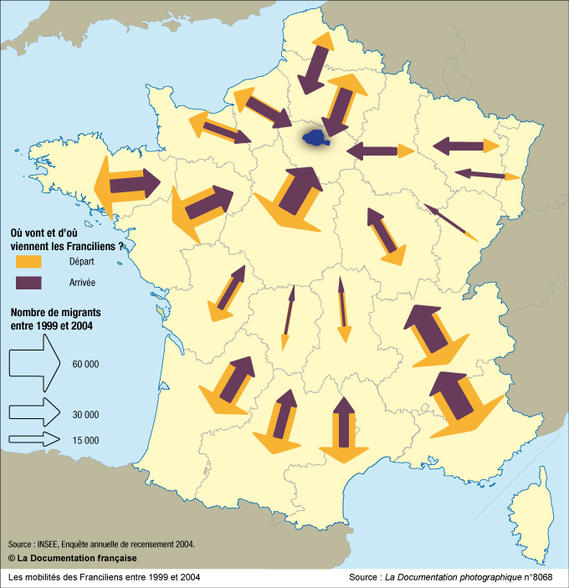 Où vont et d'où
viennent les Franciliens ?
Départ
Arrivée
Nombre de migrants
entre 1999 et 2004
60 000
30 000
15 000
Source : INSEE, Enquête annuelle de recensement 2004.
© La Documentation française
Les mobilités des Franciliens entre 1999 et 2004
Source : La Documentation photographique n°8068